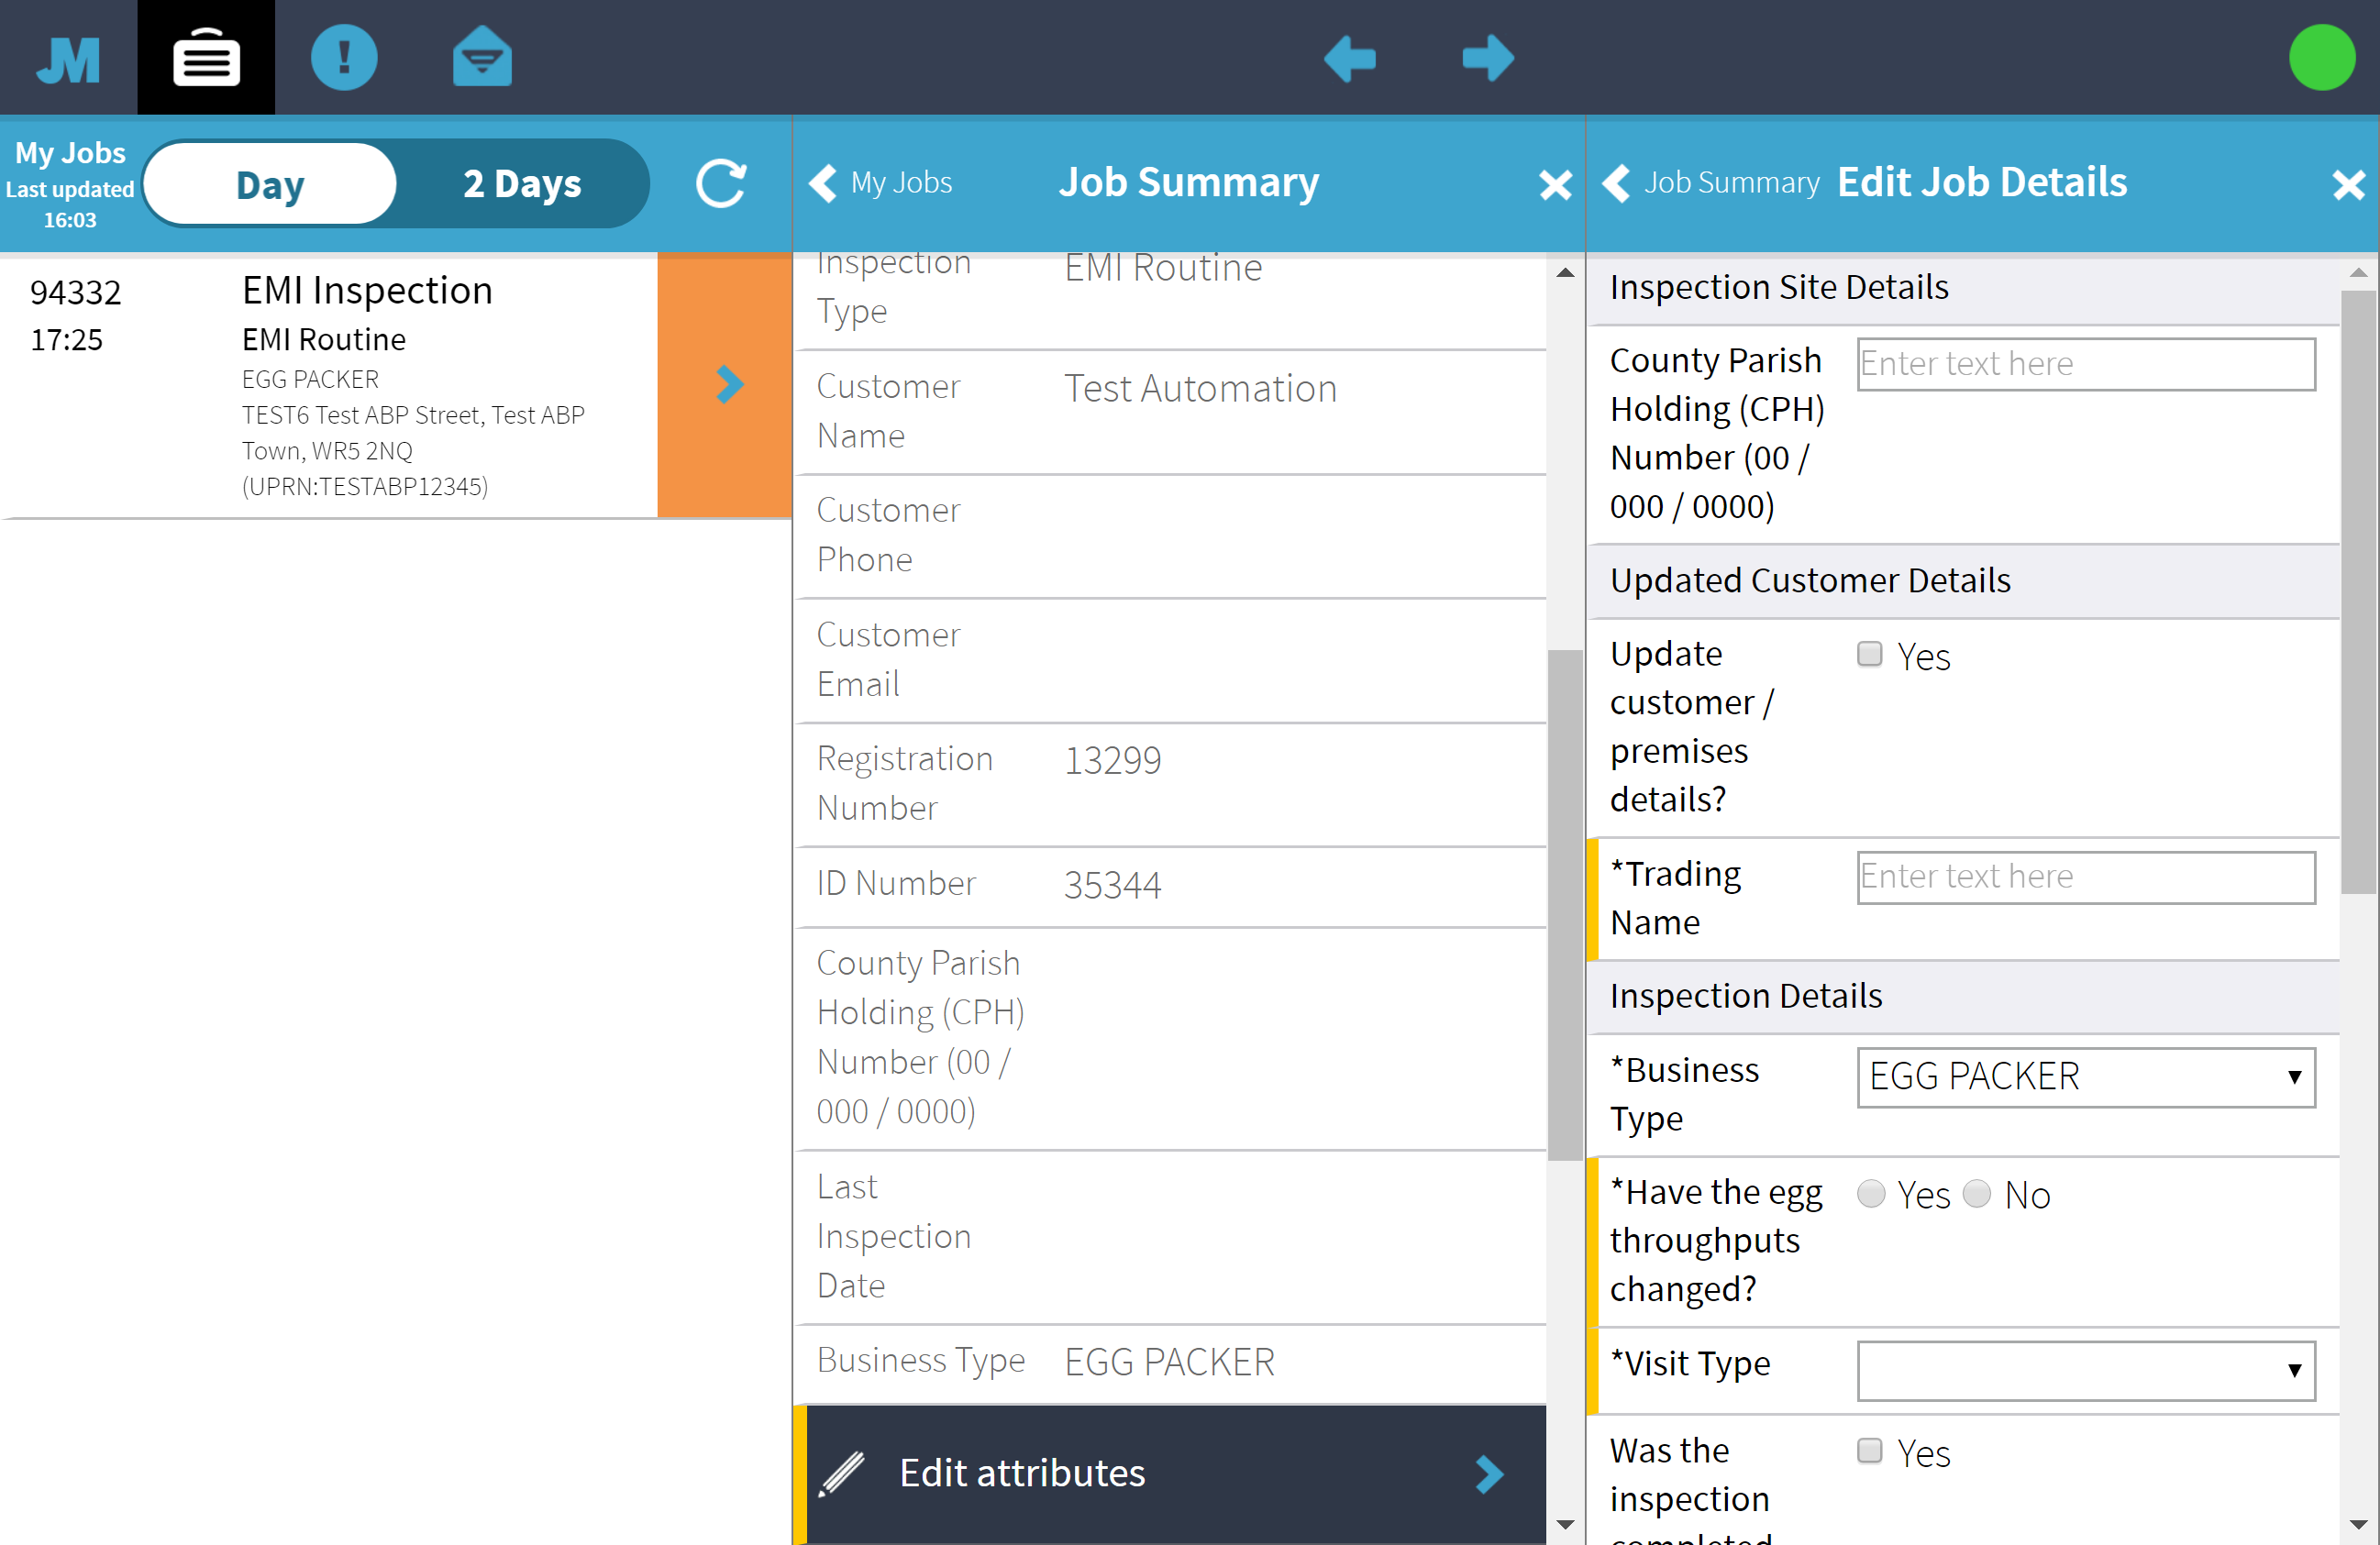 JM
My Jobs
Last updated
16:03
Day
2 Days
94332
17:25
EMI Inspection
EMI Routine
EGG PACKER
TEST6 Test ABP Street, Test ABP
Town, WR5 2NQ
(UPRN:TESTABP12345)
My Jobs
Job Summary
Inspection
Type
EMI Routine
Customer
Name
Test Automation
Customer
Phone
Customer
Email
Registration
Number
13299
ID Number
35344
County Parish
Holding (CPH)
Number (00 /
000 / 0000)
Last
Inspection
Date
Business Type
EGG PACKER
Edit attributes
Job Summary
Edit Job Details
Inspection Site Details
County Parish
Holding (CPH)
Number (00 /
000 / 0000)
Enter text here
Updated Customer Details
Update
customer /
premises
details?
Yes
*Trading
Name
Enter text here
Inspection Details
*Business
Type
EGG PACKER
*Have the egg
throughputs
changed?
Yes
No
*Visit Type
Was the
inspection
completed
Yes